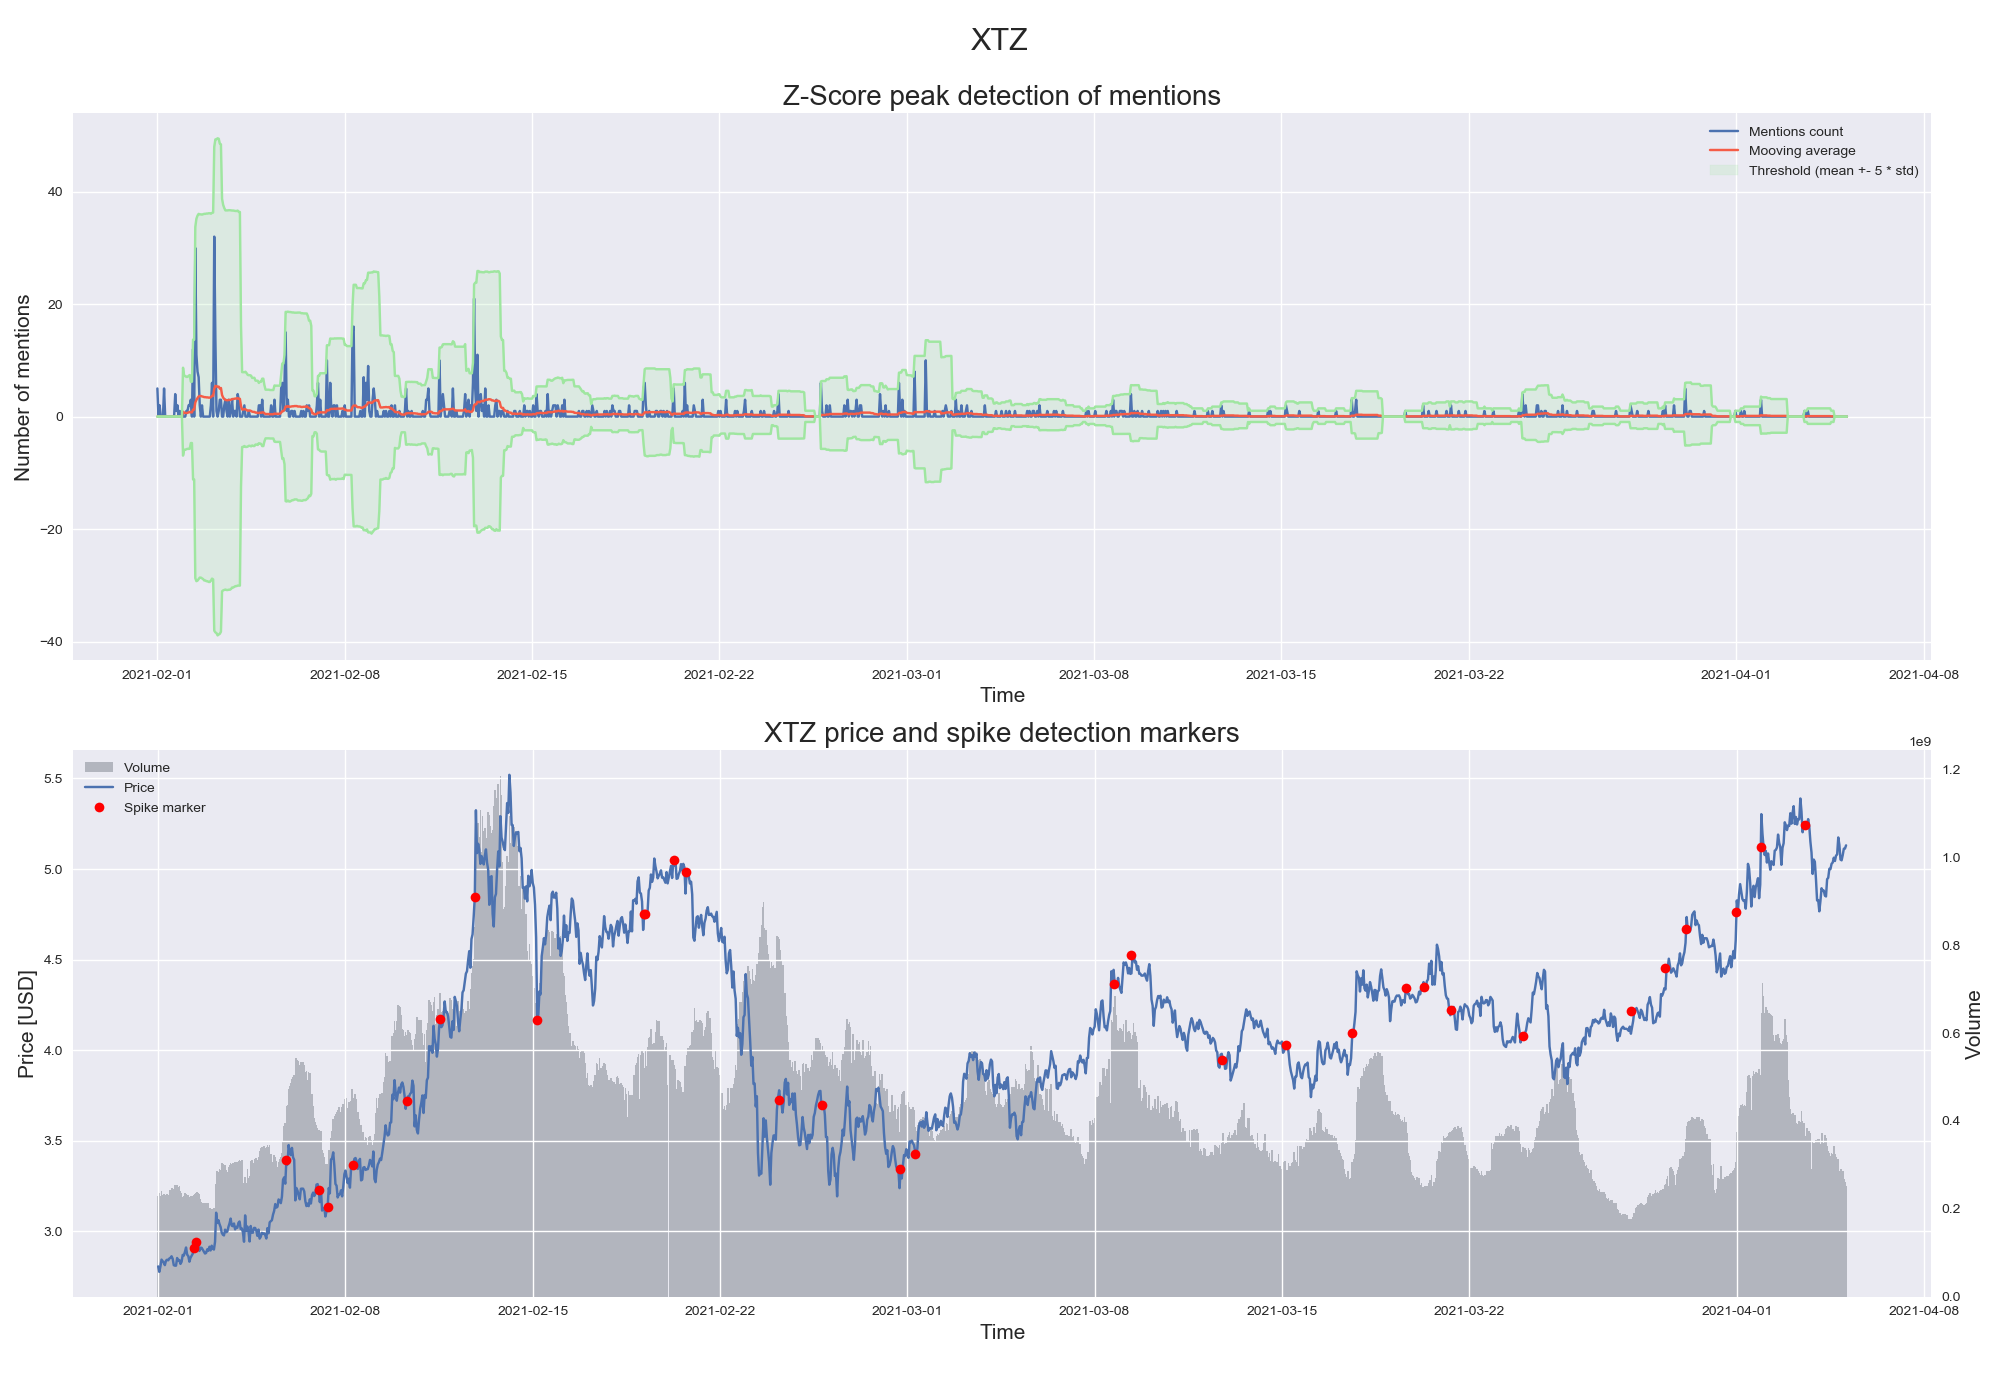 XTZ
Z-Score peak detection of mentions
Mentions count
Mooving average
Threshold (mean +- 5 * std)
Number of mentions
40
20
0
−20
−40
2021-02-01 2021-02-08 2021-02-15 2021-02-22 2021-03-01 2021-03-08 2021-03-15 2021-03-22 2021-04-01 2021-04-08
Time
XTZ price and spike detection markers
1e9
Volume
Price
Spike marker
Price [USD]
5.5
5.0
4.5
4.0
3.5
3.0
1.2
1.0
0.8
0.6
0.4
0.2
0.0
Volume
2021-02-01 2021-02-08 2021-02-15 2021-02-22 2021-03-01 2021-03-08 2021-03-15 2021-03-22 2021-04-01 2021-04-08
Time